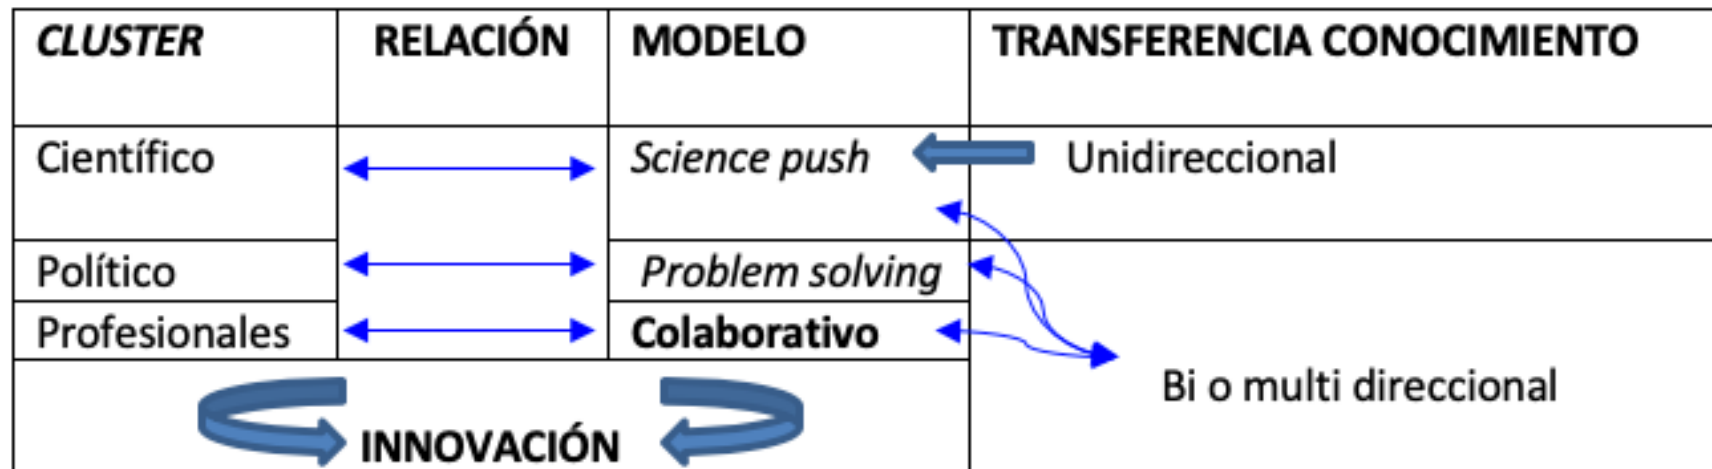 CLUSTER RELACIÓN MODELO TRANSFERENCIA CONOCIMIENTO
Científico Science push Unidireccional
Político Problem solving
Profesionales Colaborativo
Bi o multi direccional
INNOVACIÓN